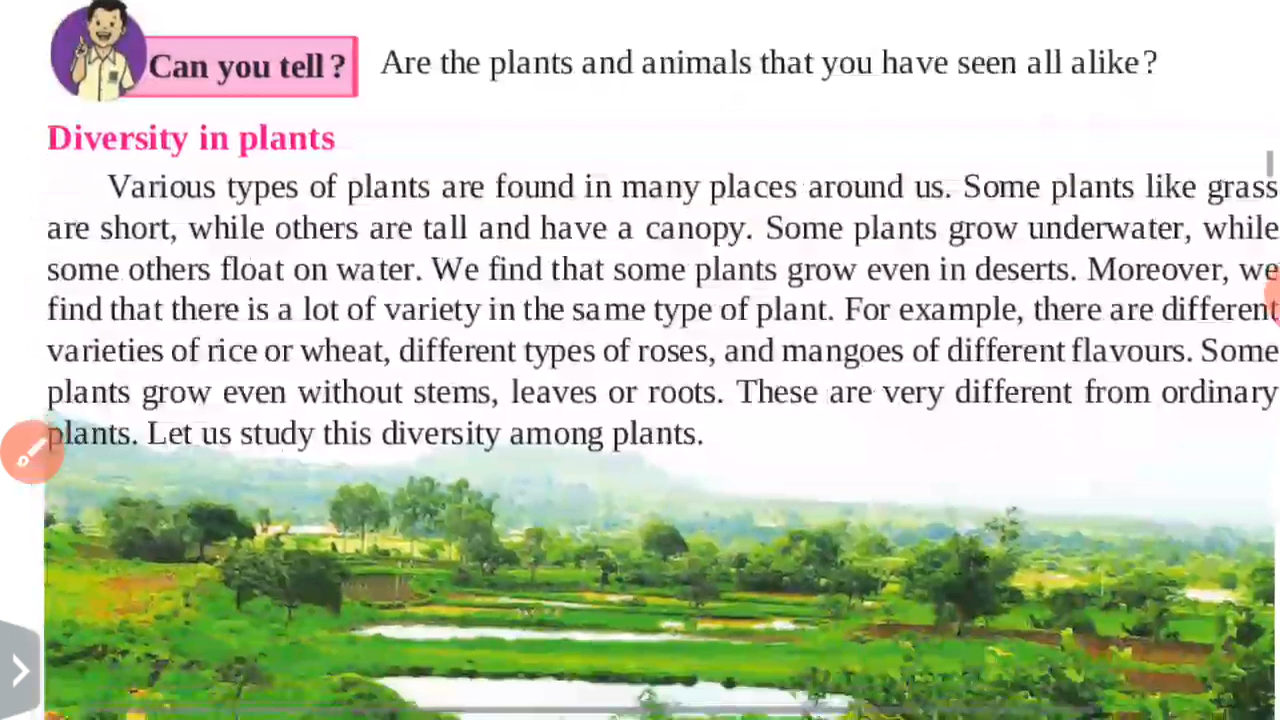 Can you tell ? Are the plants and animals that you have seen all alike ?
Diversity in plants
Various types of plants are found in many places around us. Some plants like grass
are short, while others are tall and have a canopy. Some plants grow underwater, while
some others float on water. We find that some plants grow even in deserts. Moreover, we
find that there is a lot of variety in the same type of plant. For example, there are different
varieties of rice or wheat, different types of roses, and mangoes of different flavours. Some
plants grow even without stems, leaves or roots. These are very different from ordinary
plants. Let us study this diversity among plants.